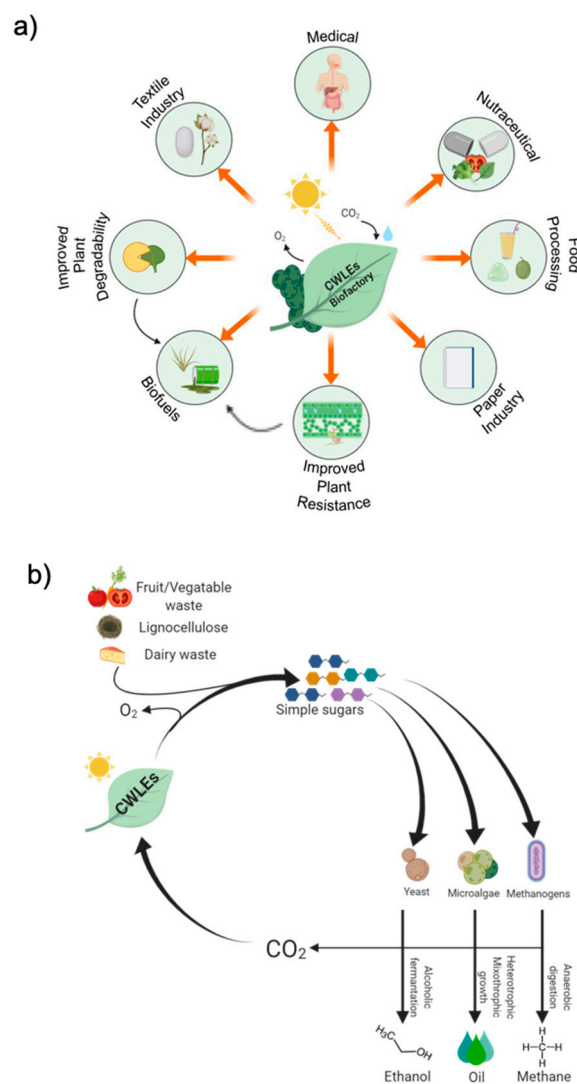 a)
Medical
Textile
Industry
Nutraceutical
CO₂
O₂
CWLEs
Biofactory
Improved Plant
Degradability
Food
Processing
Biofuels
Paper
Industry
Improved
Plant
Resistance
b)
Fruit/Vegatable
waste
Lignocellulose
Dairy waste
O₂
Simple sugars
CWLEs
Yeast
Microalgae
Methanogens
CO₂
Alcoholic
fermantation
Heterotrophic
Mixothrophic
growth
Anaerobic
digestion
H₃C
OH
H
H-C-H
H
Ethanol
Oil
Methane